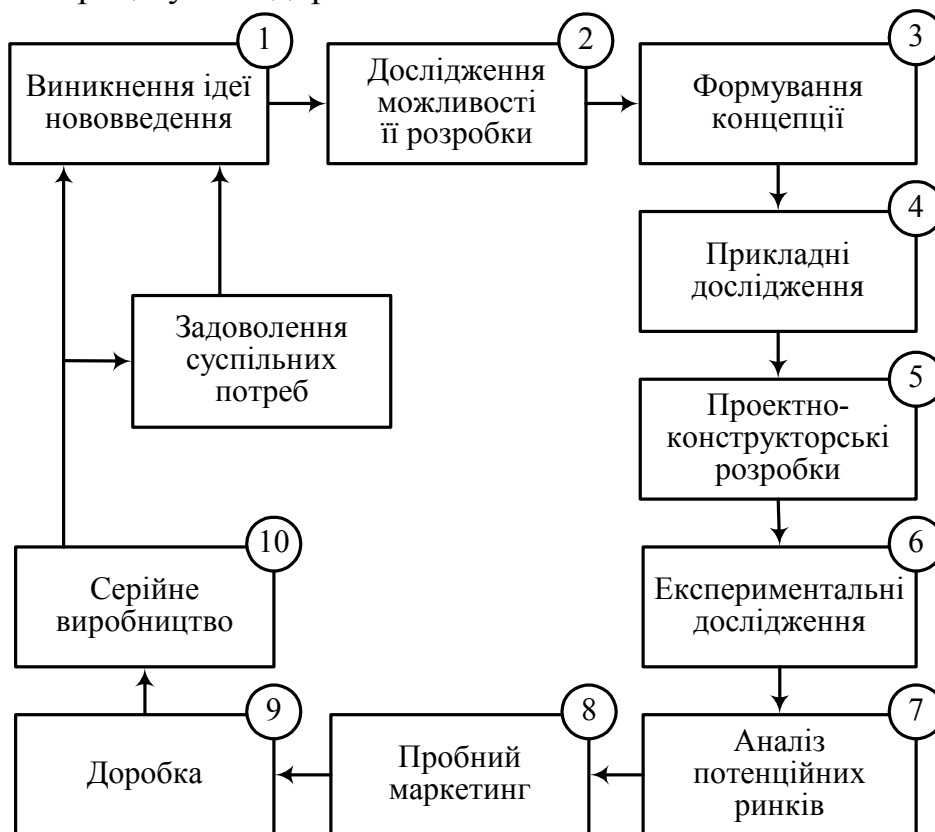 1
Виникнення ідеї
нововведення
2
Дослідження
можливості
її розробки
3
Формування
концепції
4
Прикладні
дослідження
Задоволення
суспільних
потреб
5
Проектно-
конструкторські
розробки
10
Серійне
виробництво
6
Експериментальні
дослідження
9
Доробка
8
Пробний
маркетинг
7
Аналіз
потенційних
ринків